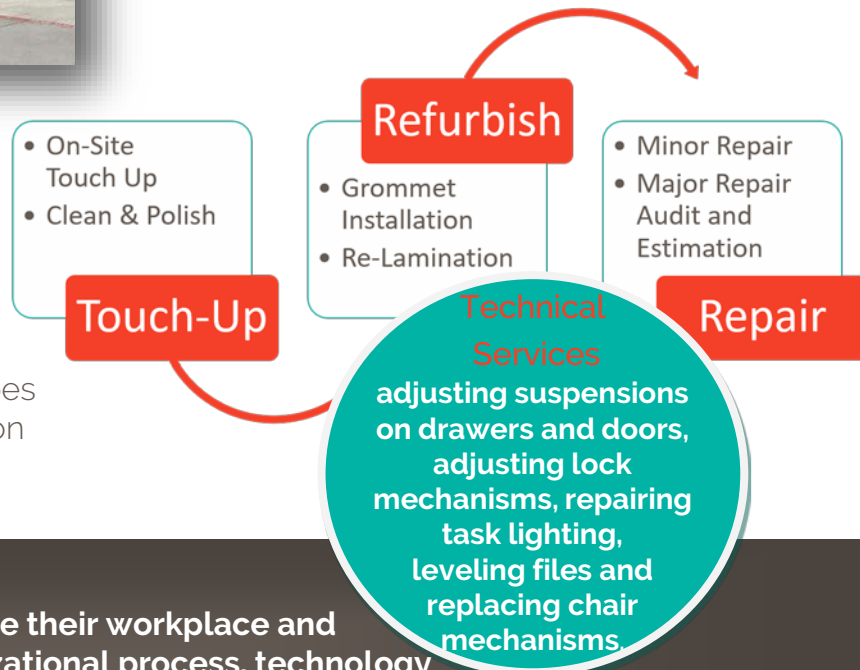 • On-Site
Touch Up
• Clean & Polish
Touch-Up
Refurbish
• Grommet
Installation
• Re-Lamination
• Minor Repair
• Major Repair
Audit and
Estimation
Repair
Technical
Services
adjusting suspensions
on drawers and doors,
adjusting lock
mechanisms, repairing
task lighting,
leveling files and
replacing chair
mechanisms.
their workplace and
process, technology